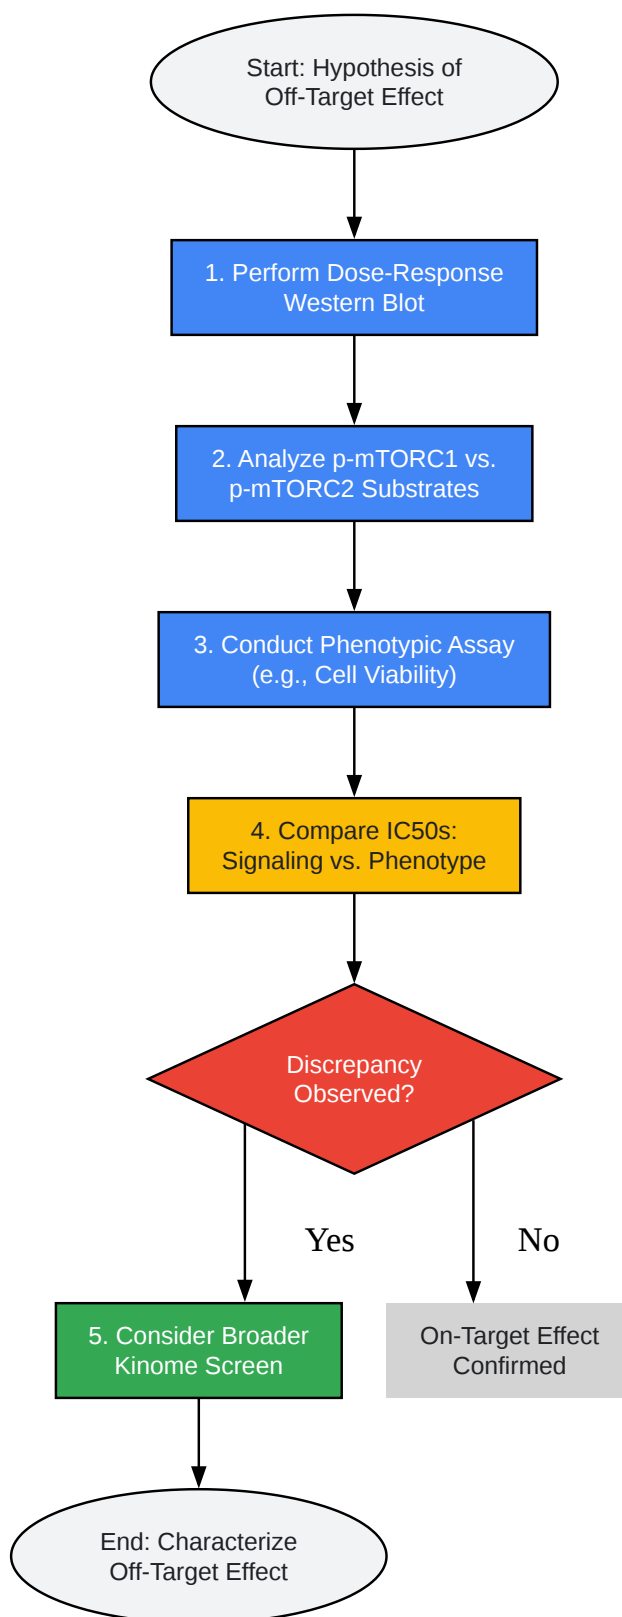 Start: Hypothesis of
Off-Target Effect
1. Perform Dose-Response
Western Blot
2. Analyze p-mTORC1 vs.
p-mTORC2 Substrates
3. Conduct Phenotypic Assay
(e.g., Cell Viability)
4. Compare IC50s:
Signaling vs. Phenotype
Discrepancy
Observed?
Yes
No
5. Consider Broader
Kinome Screen
On-Target Effect
Confirmed
End: Characterize
Off-Target Effect